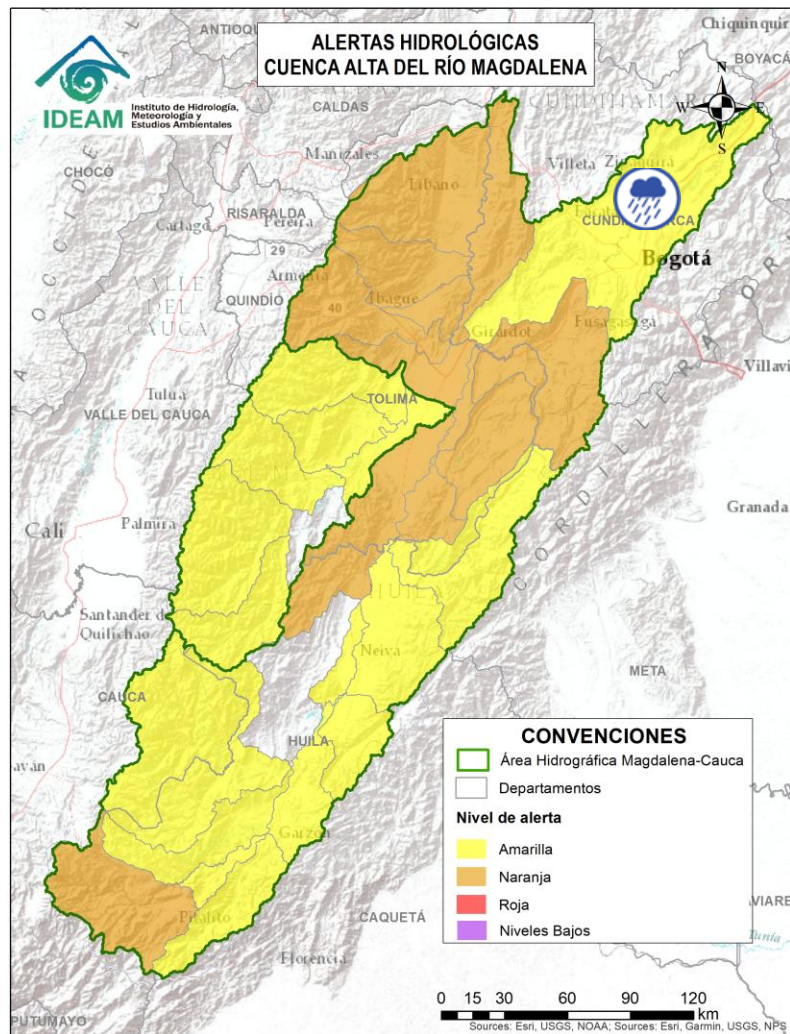 ALERTAS HIDROLÓGICAS
CUENCA ALTA DEL RÍO MAGDALENA
IDEAM
Instituto de Hidrología,
Meteorología y
Estudios Ambientales
N
W
E
S
ANTIOQU
Chiquinquir
BOYACÁ
CALDAS
Manizales
CHOCÓ
RISARALDA
Cartago
Pereira
29
Armenia
QUINDÍO
40
VALLE
DEL
CAUCA
Líbano
Ibagué
Villeta
Zipaquirá
Bogotá
Girardot
Fusagasugá
Villavi
Tuluá
VALLE DEL CAUCA
TOLIMA
CORDILLERA
Granada
Cali
Palmira
Santander de
Quilichao
Neiva
META
CAUCA
HUILA
Garzón
Pitalito
CAQUETÁ
Florencia
PUTUMAYO
VIARE
Tunía
CONVENCIONES
Área Hidrográfica Magdalena-Cauca
Departamentos
Nivel de alerta
Amarilla
Naranja
Roja
Niveles Bajos
0 15 30 60 90 120
km
Sources: Esri, USGS, NOAA; Sources: Esri, Garmin, USGS, NPS